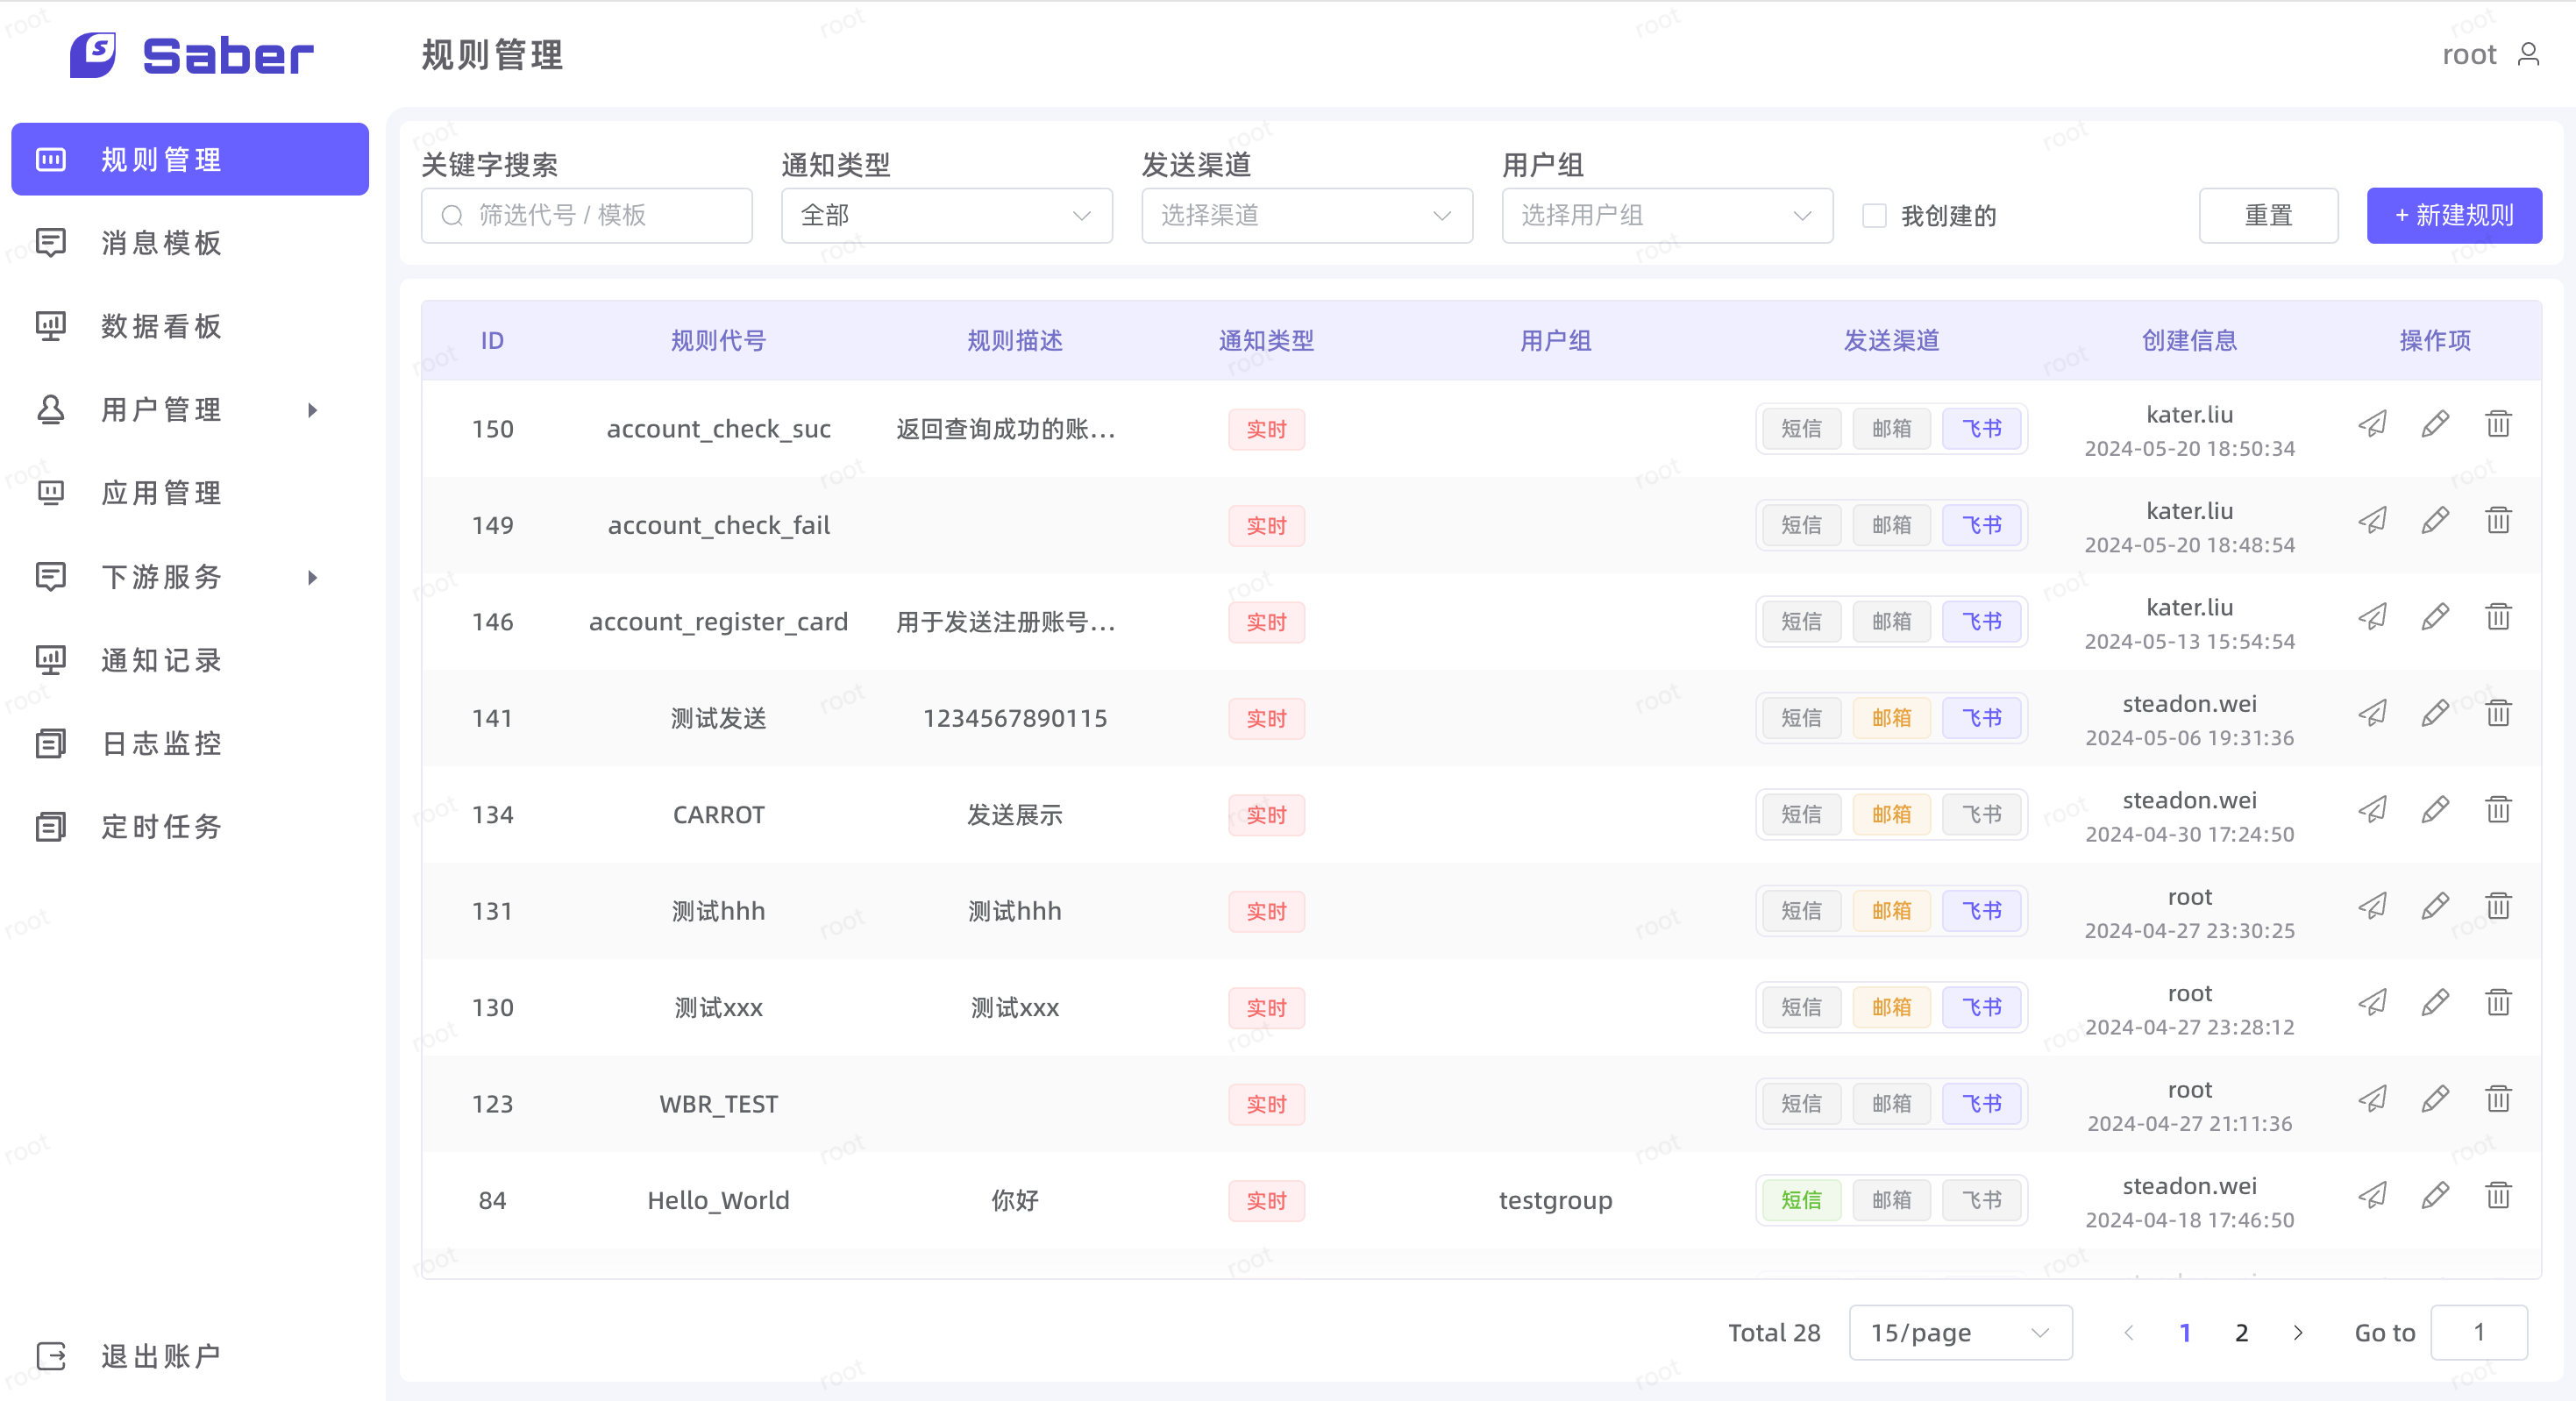 Saber
规则管理
root
规则管理
消息模板
数据看板
用户管理
应用管理
下游服务
通知记录
日志监控
定时任务
退出账户
关键字搜索 通知类型 发送渠道 用户组
筛选代号 / 模板 全部 选择渠道 选择用户组 我创建的 重置 + 新建规则
ID 规则代号 规则描述 通知类型 用户组 发送渠道 创建信息 操作项
150 account_check_suc 返回查询成功的账... 实时 短信 邮箱 飞书 kater.liu
2024-05-20 18:50:34
149 account_check_fail 实时 短信 邮箱 飞书 kater.liu
2024-05-20 18:48:54
146 account_register_card 用于发送注册账号... 实时 短信 邮箱 飞书 kater.liu
2024-05-13 15:54:54
141 测试发送 1234567890115 实时 短信 邮箱 飞书 steadon.wei
2024-05-06 19:31:36
134 CARROT 发送展示 实时 短信 邮箱 飞书 steadon.wei
2024-04-30 17:24:50
131 测试hhh 测试hhh 实时 短信 邮箱 飞书 root
2024-04-27 23:30:25
130 测试xxx 测试xxx 实时 短信 邮箱 飞书 root
2024-04-27 23:28:12
123 WBR_TEST 实时 短信 邮箱 飞书 root
2024-04-27 21:11:36
84 Hello_World 你好 实时 testgroup 短信 邮箱 飞书 steadon.wei
2024-04-18 17:46:50
Total 28 15/page 1 2 Go to 1